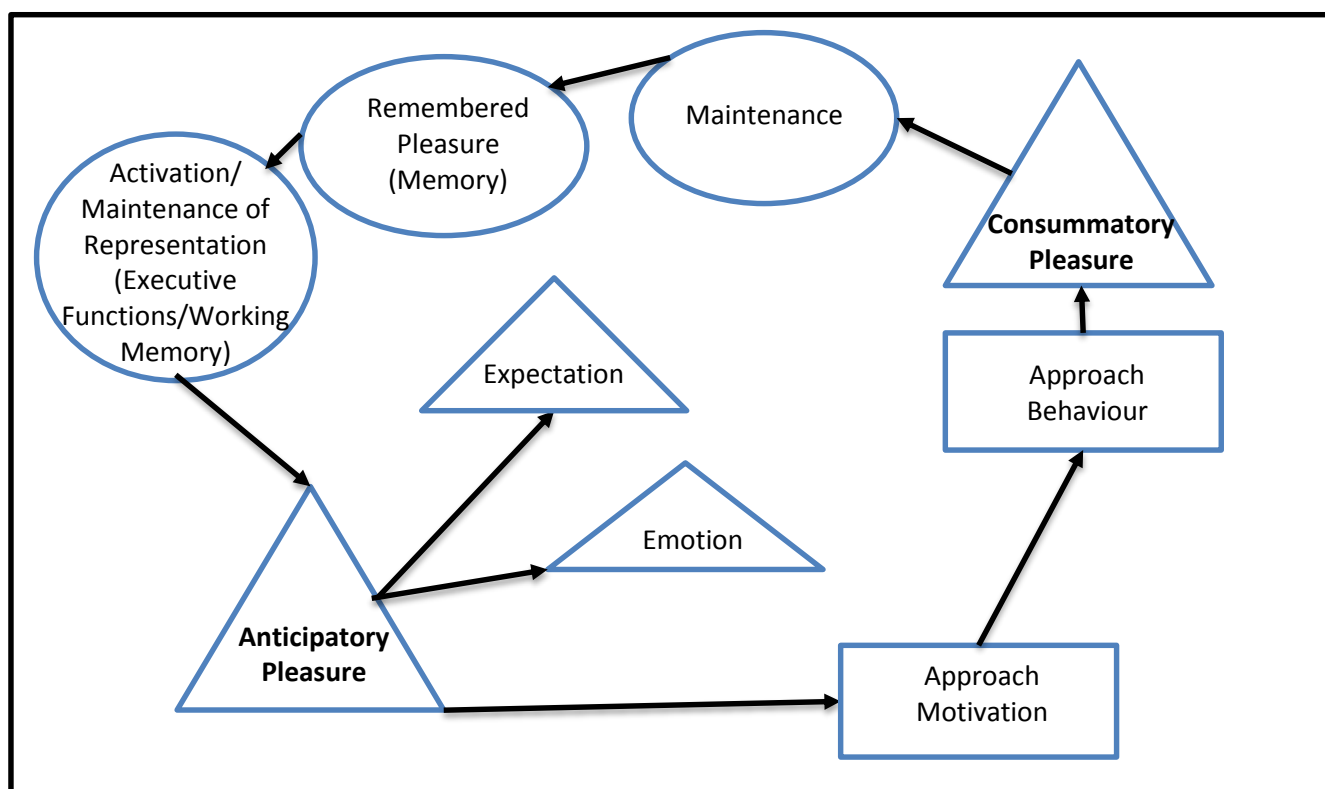 Maintenance
Remembered
Pleasure
(Memory)
Activation/
Maintenance of
Representation
(Executive
Functions/Working
Memory)
Consummatory
Pleasure
Expectation
Approach
Behaviour
Emotion
Anticipatory
Pleasure
Approach
Motivation